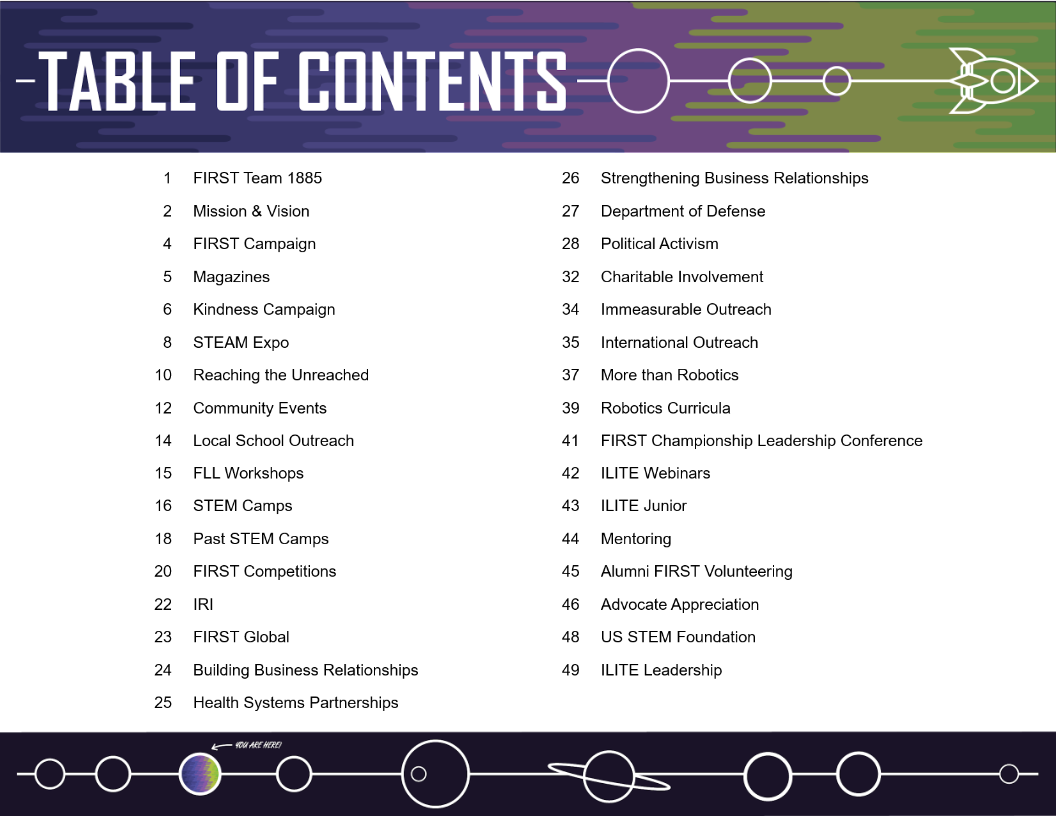 TABLE OF CONTENTS
1 FIRST Team 1885
2 Mission & Vision
4 FIRST Campaign
5 Magazines
6 Kindness Campaign
8 STEAM Expo
10 Reaching the Unreached
12 Community Events
14 Local School Outreach
15 FLL Workshops
16 STEM Camps
18 Past STEM Camps
20 FIRST Competitions
22 IRI
23 FIRST Global
24 Building Business Relationships
25 Health Systems Partnerships
26 Strengthening Business Relationships
27 Department of Defense
28 Political Activism
32 Charitable Involvement
34 Immeasurable Outreach
35 International Outreach
37 More than Robotics
39 Robotics Curricula
41 FIRST Championship Leadership Conference
42 ILITE Webinars
43 ILITE Junior
44 Mentoring
45 Alumni FIRST Volunteering
46 Advocate Appreciation
48 US STEM Foundation
49 ILITE Leadership
YOU ARE HERE!